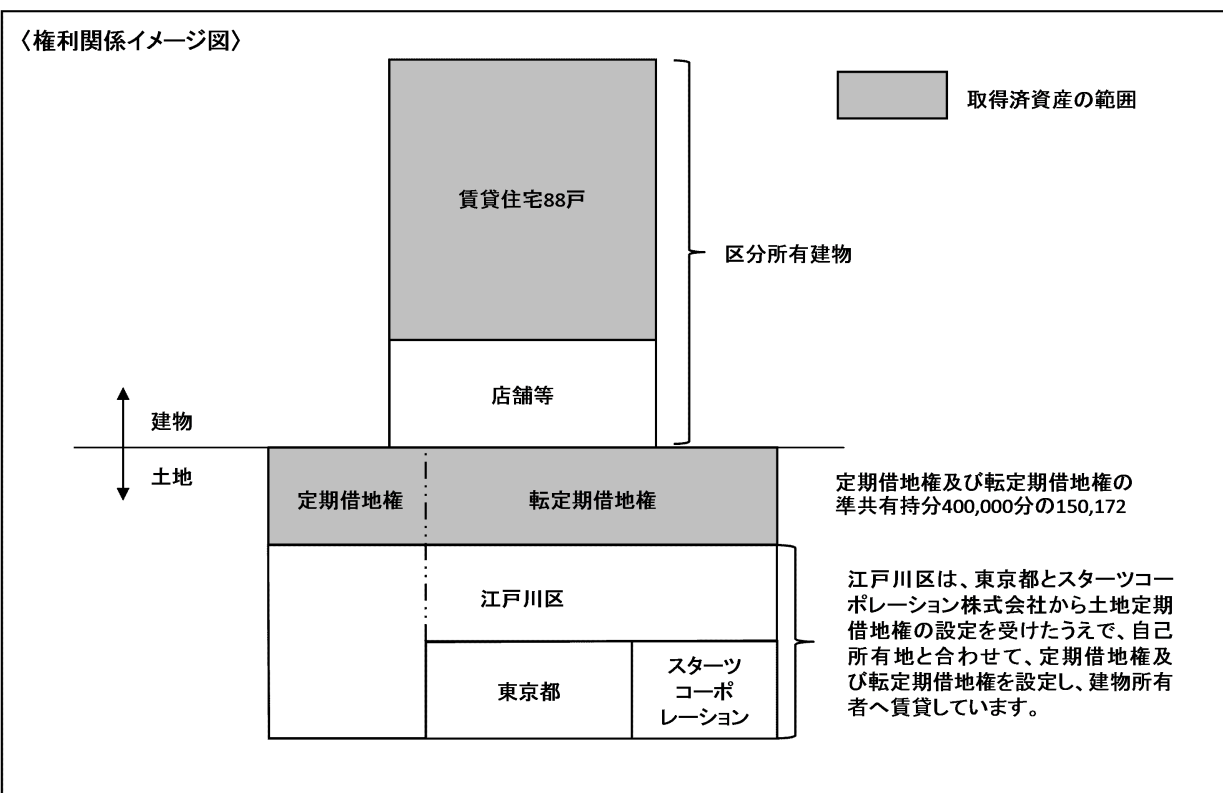 〈権利関係イメージ図〉
取得済資産の範囲
賃貸住宅88戸
区分所有建物
店舗等
建物
土地
定期借地権
転定期借地権
定期借地権及び転定期借地権の
準共有持分400,000分の150,172
江戸川区
東京都
スターツ
コーポ
レーション
江戸川区は、東京都とスターツコー
ポレーション株式会社から土地定期
借地権の設定を受けたうえで、自己
所有地と合わせて、定期借地権及
び転定期借地権を設定し、建物所有
者へ賃貸しています。